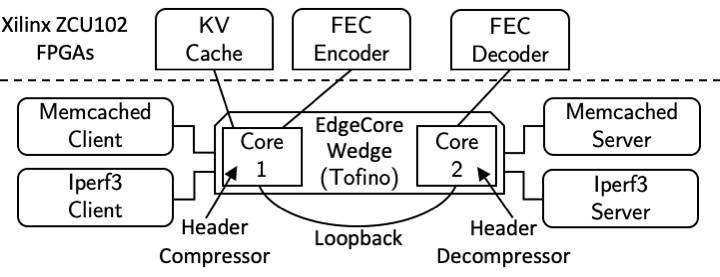 Xilinx ZCU102
FPGAs
KV
Cache
FEC
Encoder
FEC
Decoder
Memcached
Client
Iperf3
Client
Core
1
EdgeCore
Wedge
(Tofino)
Core
2
Memcached
Server
Iperf3
Server
Header
Compressor
Loopback
Header
Decompressor